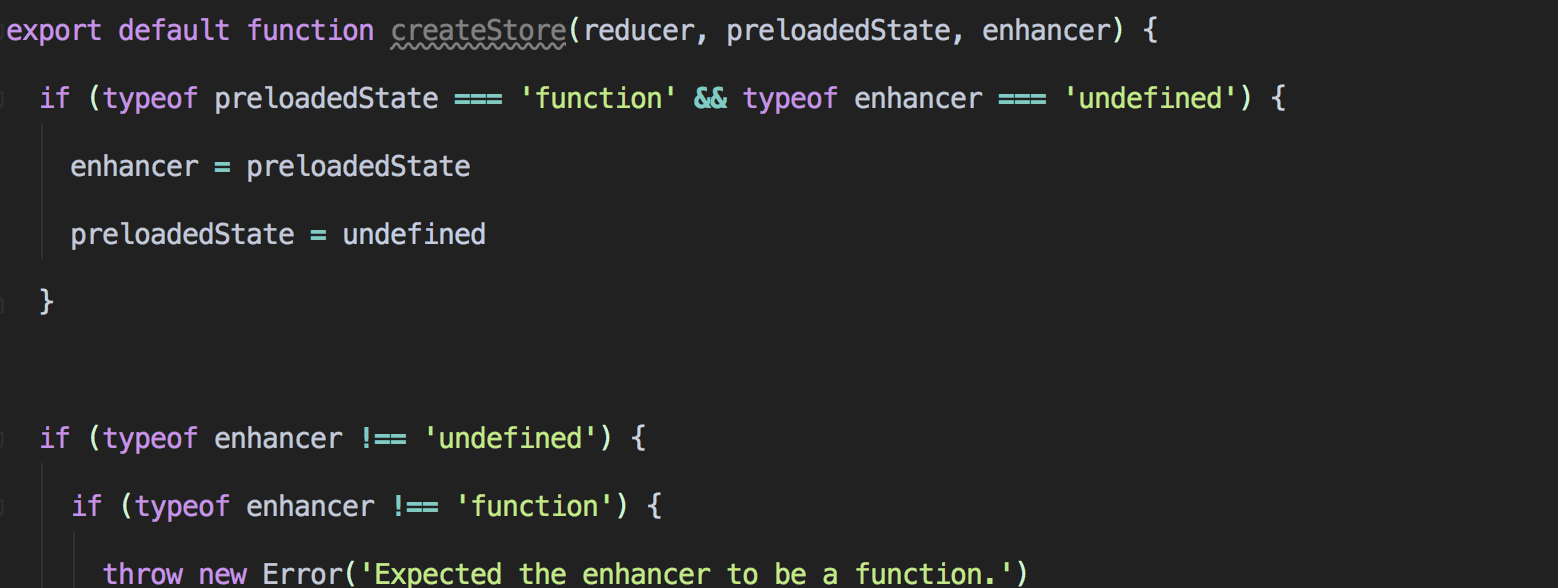 export default function createStore(reducer, preloadedState, enhancer) {
if (typeof preloadedState === 'function' && typeof enhancer === 'undefined') {
enhancer = preloadedState
preloadedState = undefined
}
if (typeof enhancer !== 'undefined') {
if (typeof enhancer !== 'function') {
throw new Error('Expected the enhancer to be a function.')